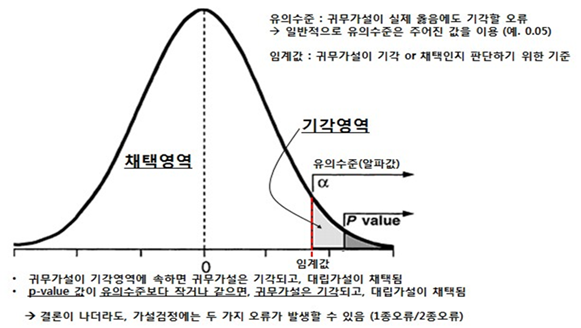 유의수준 : 귀무가설이 실제 옳음에도 기각할 오류
→ 일반적으로 유의수준은 주어진 값을 이용 (예. 0.05)
임계값 : 귀무가설이 기각 or 채택인지 판단하기 위한 기준
기각영역
채택영역
유의수준(알파값)
α
P value
0
임계값
• 귀무가설이 기각영역에 속하면 귀무가설은 기각되고, 대립가설이 채택됨
• p-value 값이 유의수준보다 작거나 같으면, 귀무가설은 기각되고, 대립가설이 채택됨
→ 결론이 나더라도, 가설검정에는 두 가지 오류가 발생할 수 있음 (1종오류/2종오류)